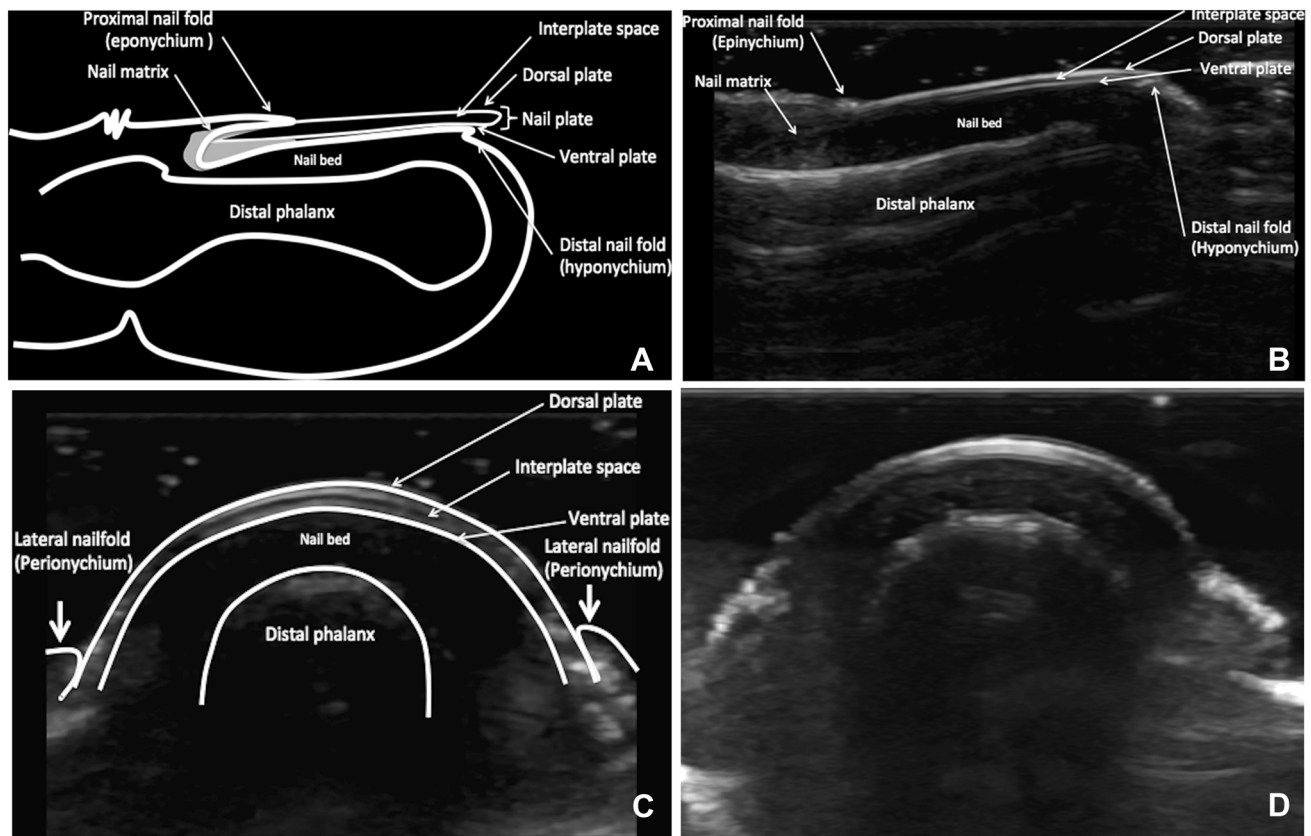 Proximal nail fold
(eponychium )
Nail matrix
Interplate space
Dorsal plate
Nail plate
Ventral plate
Nail bed
Distal phalanx
Distal nail fold
(hyponychium)
A
Proximal nail fold
(Epinychium)
Nail matrix
Interplate space
Dorsal plate
Ventral plate
Nail bed
Distal phalanx
Distal nail fold
(Hyponychium)
B
Dorsal plate
Interplate space
Ventral plate
Nail bed
Lateral nailfold
(Perionychium)
Lateral nailfold
(Perionychium)
Distal phalanx
C
D